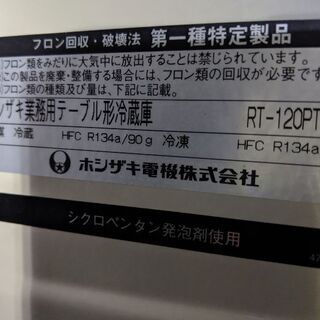 フロン回収・破壊法 第一種特定製品
フロン類をみだりに大気中に放出することは禁じられています。
この製品を廃棄・整備する場合には、フロン類の回収が必要です
ロン類の種類及び量は、下記に記載。
シザキ業務用テーブル形冷蔵庫 RT-120PT
冷蔵 HFC R134a/90g 冷凍 HFC R134a
ホシザキ電機株式会社
シクロペンタン発泡剤使用
42